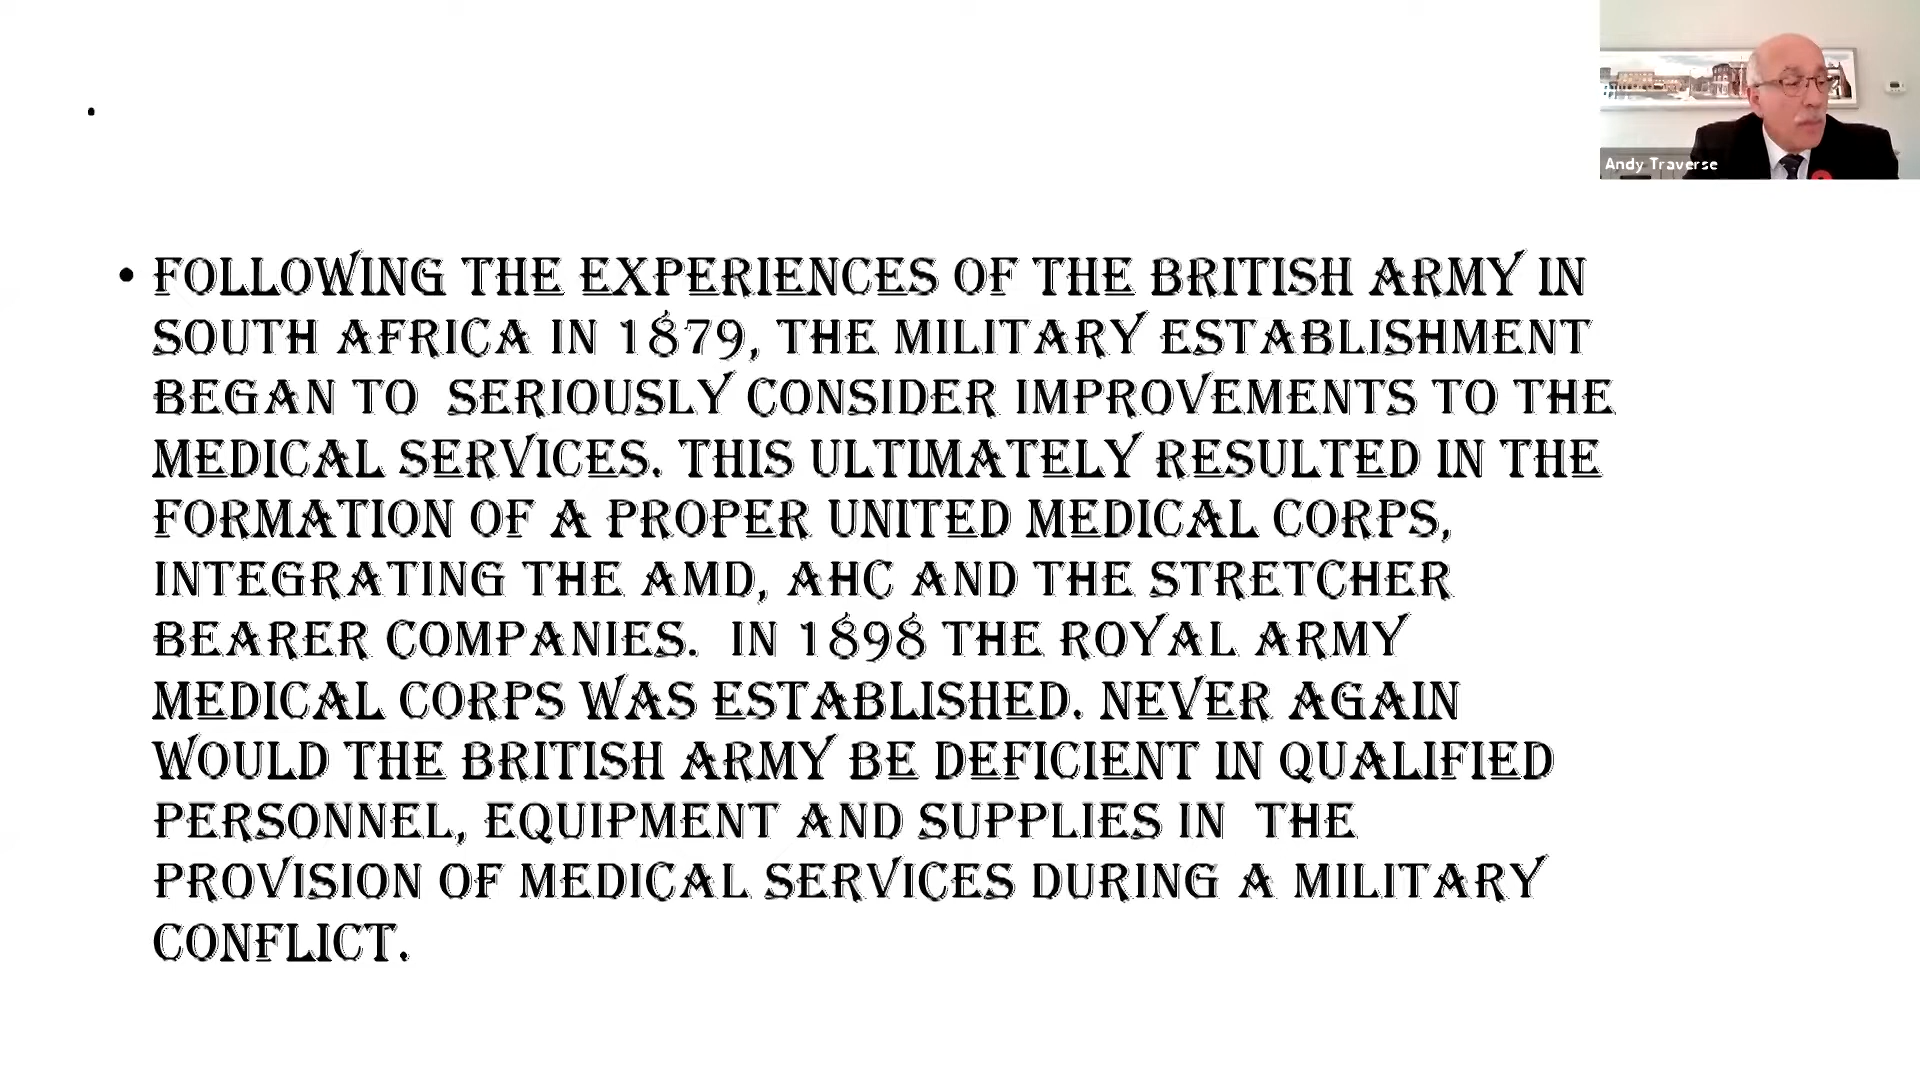 Andy Traverse
.
• FOLLOWING THE EXPERIENCES OF THE BRITISH ARMY IN
SOUTH AFRICA IN 1879, THE MILITARY ESTABLISHMENT
BEGAN TO SERIOUSLY CONSIDER IMPROVEMENTS TO THE
MEDICAL SERVICES. THIS ULTIMATELY RESULTED IN THE
FORMATION OF A PROPER UNITED MEDICAL CORPS,
INTEGRATING THE AMD, AHC AND THE STRETCHER
BEARER COMPANIES. IN 1898 THE ROYAL ARMY
MEDICAL CORPS WAS ESTABLISHED. NEVER AGAIN
WOULD THE BRITISH ARMY BE DEFICIENT IN QUALIFIED
PERSONNEL, EQUIPMENT AND SUPPLIES IN THE
PROVISION OF MEDICAL SERVICES DURING A MILITARY
CONFLICT.